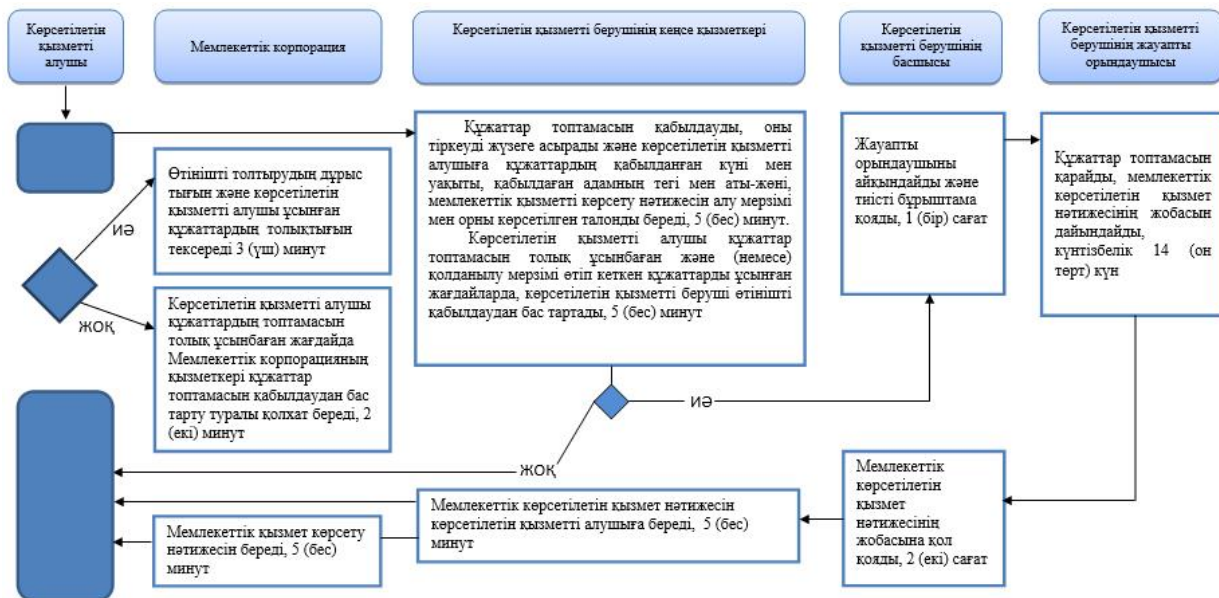 Көрсетілетін
қызметті
алушы
Мемлекеттік корпорация
Көрсетілетін қызметті берушінің кеңсе қызметкері
Көрсетілетін
қызметті берушінің
басшысы
Көрсетілетін қызметті
берушінің жауапты
орындаушысы
Өтінішті толтырудың дұрыс
тығын және көрсетілетін
қызметті алушы ұсынған
құжаттардың толықтығын
тексереді 3 (үш) минут
ИӘ
ЖОҚ
Көрсетілетін қызметті алушы
құжаттардың топтамасын
толық ұсынбаған жағдайда
Мемлекеттік корпорацияның
қызметкері құжаттар
топтамасын қабылдаудан бас
тарту туралы қолхат береді, 2
(екі) минут
Құжаттар топтамасын қабылдауды, оны
тіркеуді жүзеге асырады және көрсетілетін қызметті
алушыға құжаттардың қабылданған күні мен
уақыты, қабылдаған адамның тегі мен аты-жөні,
мемлекеттік қызметті көрсету нәтижесін алу мерзімі
мен орны көрсетілген талонды береді, 5 (бес) минут.
Көрсетілетін қызметті алушы құжаттар
топтамасын толық ұсынбаған және (немесе)
қолданылу мерзімі өтіп кеткен құжаттарды ұсынған
жағдайларда, көрсетілетін қызметті беруші өтінішті
қабылдаудан бас тартады, 5 (бес) минут
Жауапты
орындаушыны
айқындайды және
тиісті бұрыштама
қояды, 1 (бір) сағат
Құжаттар топтамасын
қарайды, мемлекеттік
көрсетілетін қызмет
нәтижесінің жобасын
дайындайды,
күнтізбелік 14 (он
төрт) күн
ИӘ
ЖОҚ
Мемлекеттік
көрсетілетін
қызмет
нәтижесінің
жобасына қол
қояды, 2 (екі) сағат
Мемлекеттік көрсетілетін қызмет нәтижесін
көрсетілетін қызметті алушыға береді, 5 (бес)
минут
Мемлекеттік қызмет көрсету
нәтижесін береді, 5 (бес)
минут